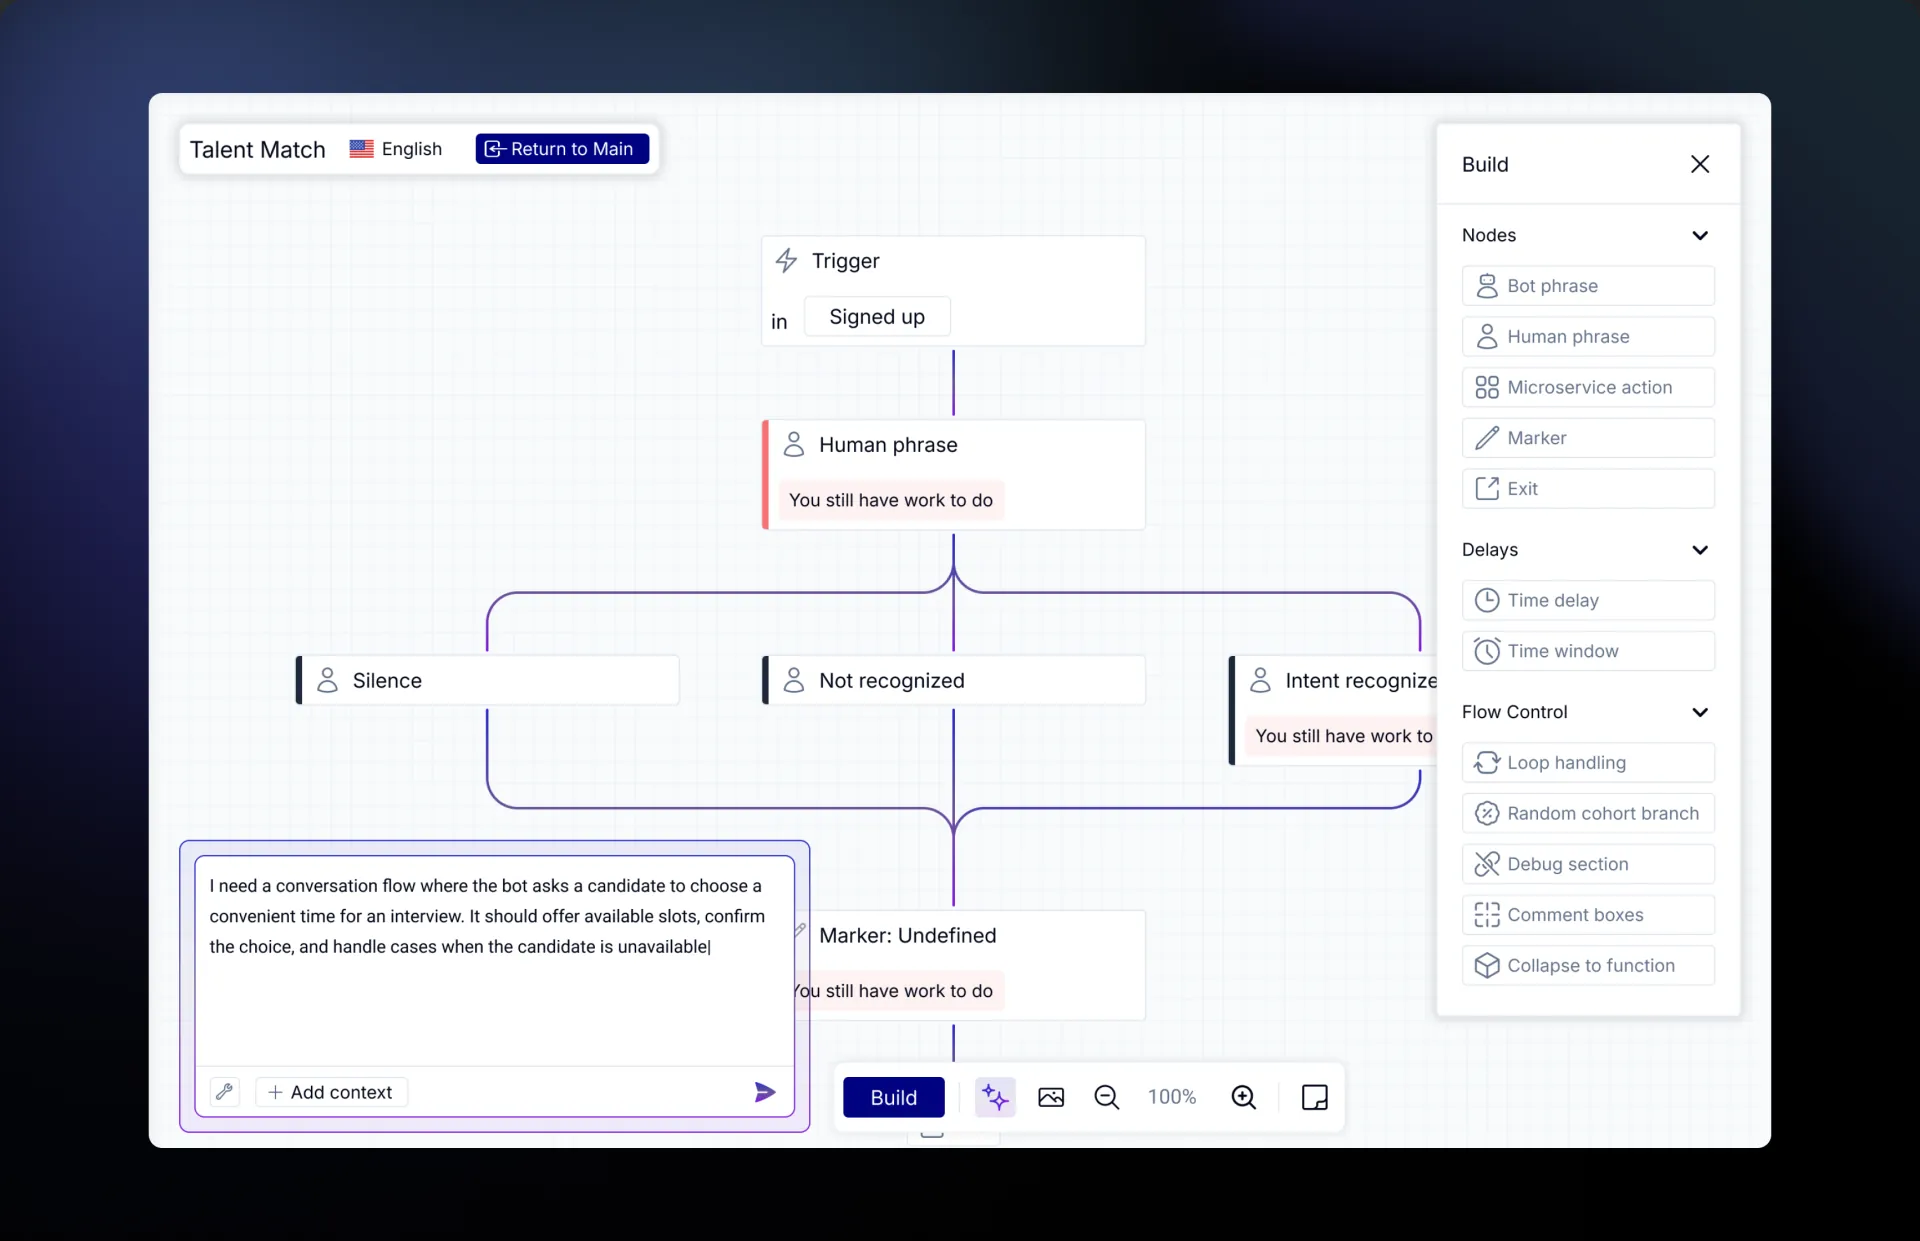 Talent Match
English
Return to Main
Trigger
in
Signed up
Human phrase
You still have work to do
Silence
Not recognized
Intent recognize
You still have work to
Marker: Undefined
You still have work to do
I need a conversation flow where the bot asks a candidate to choose a
convenient time for an interview. It should offer available slots, confirm
the choice, and handle cases when the candidate is unavailable
Add context
Build
100%
Build
Nodes
Bot phrase
Human phrase
Microservice action
Marker
Exit
Delays
Time delay
Time window
Flow Control
Loop handling
Random cohort branch
Debug section
Comment boxes
Collapse to function